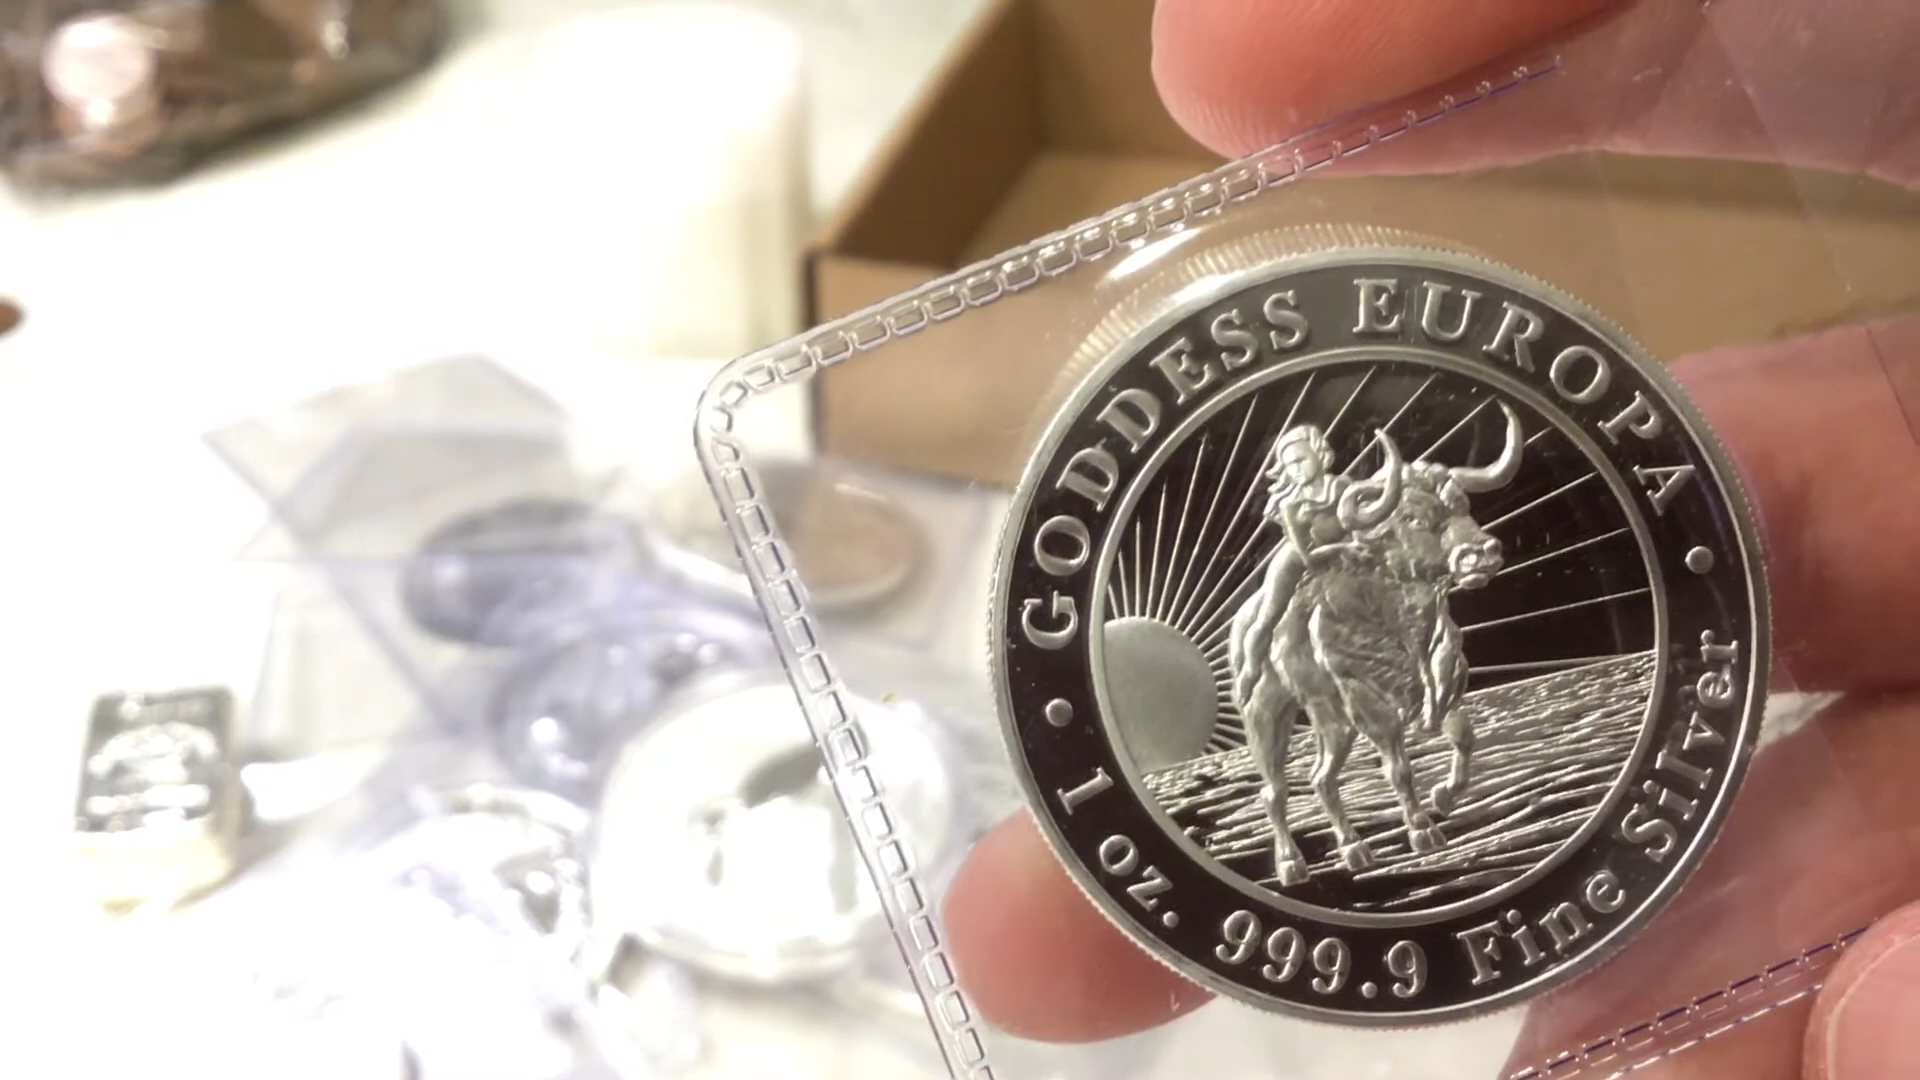 · GODDESS EUROPA ·
1 oz. 999.9 Fine Silver